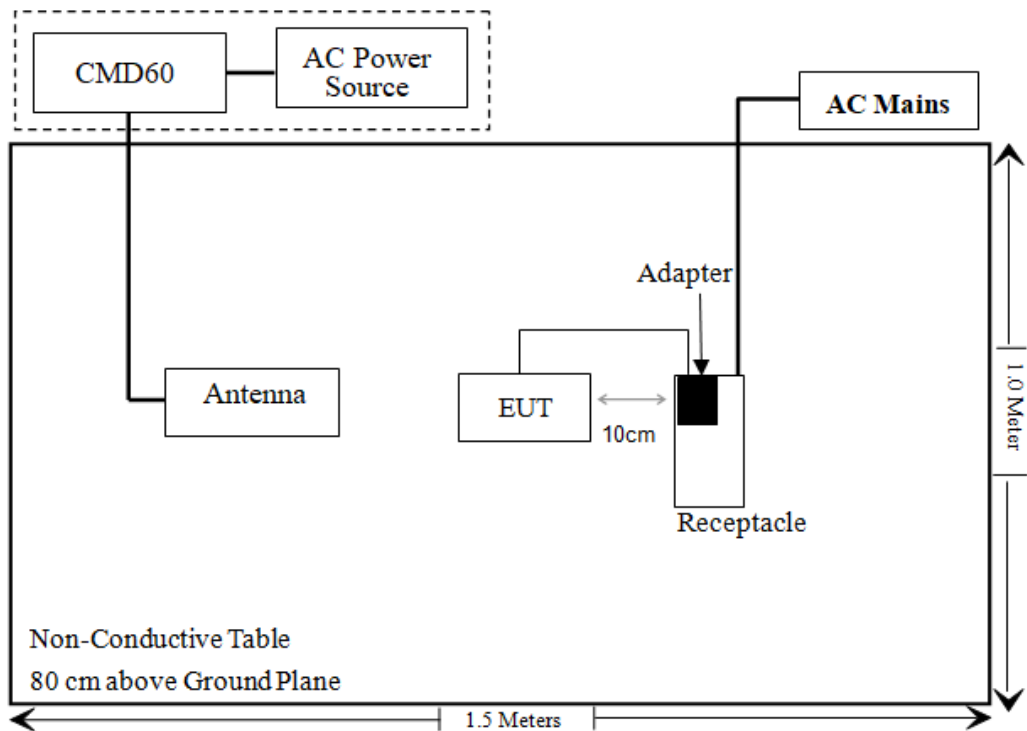 CMD60
AC Power
Source
AC Mains
Adapter
Antenna
EUT
10cm
Receptacle
1.0 Meter
Non-Conductive Table
80 cm above Ground Plane
1.5 Meters